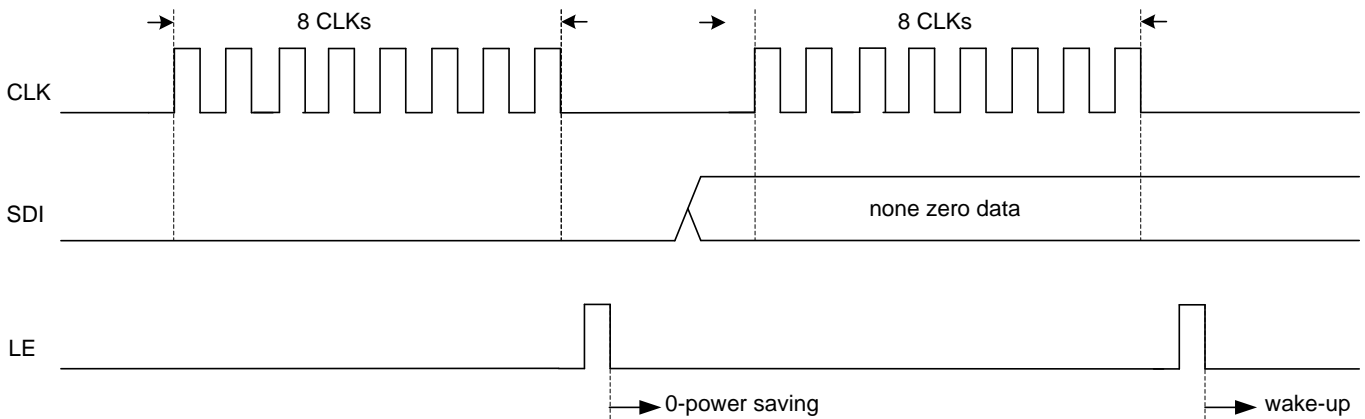 8 CLKs
8 CLKs
CLK
SDI
none zero data
LE
0-power saving
wake-up